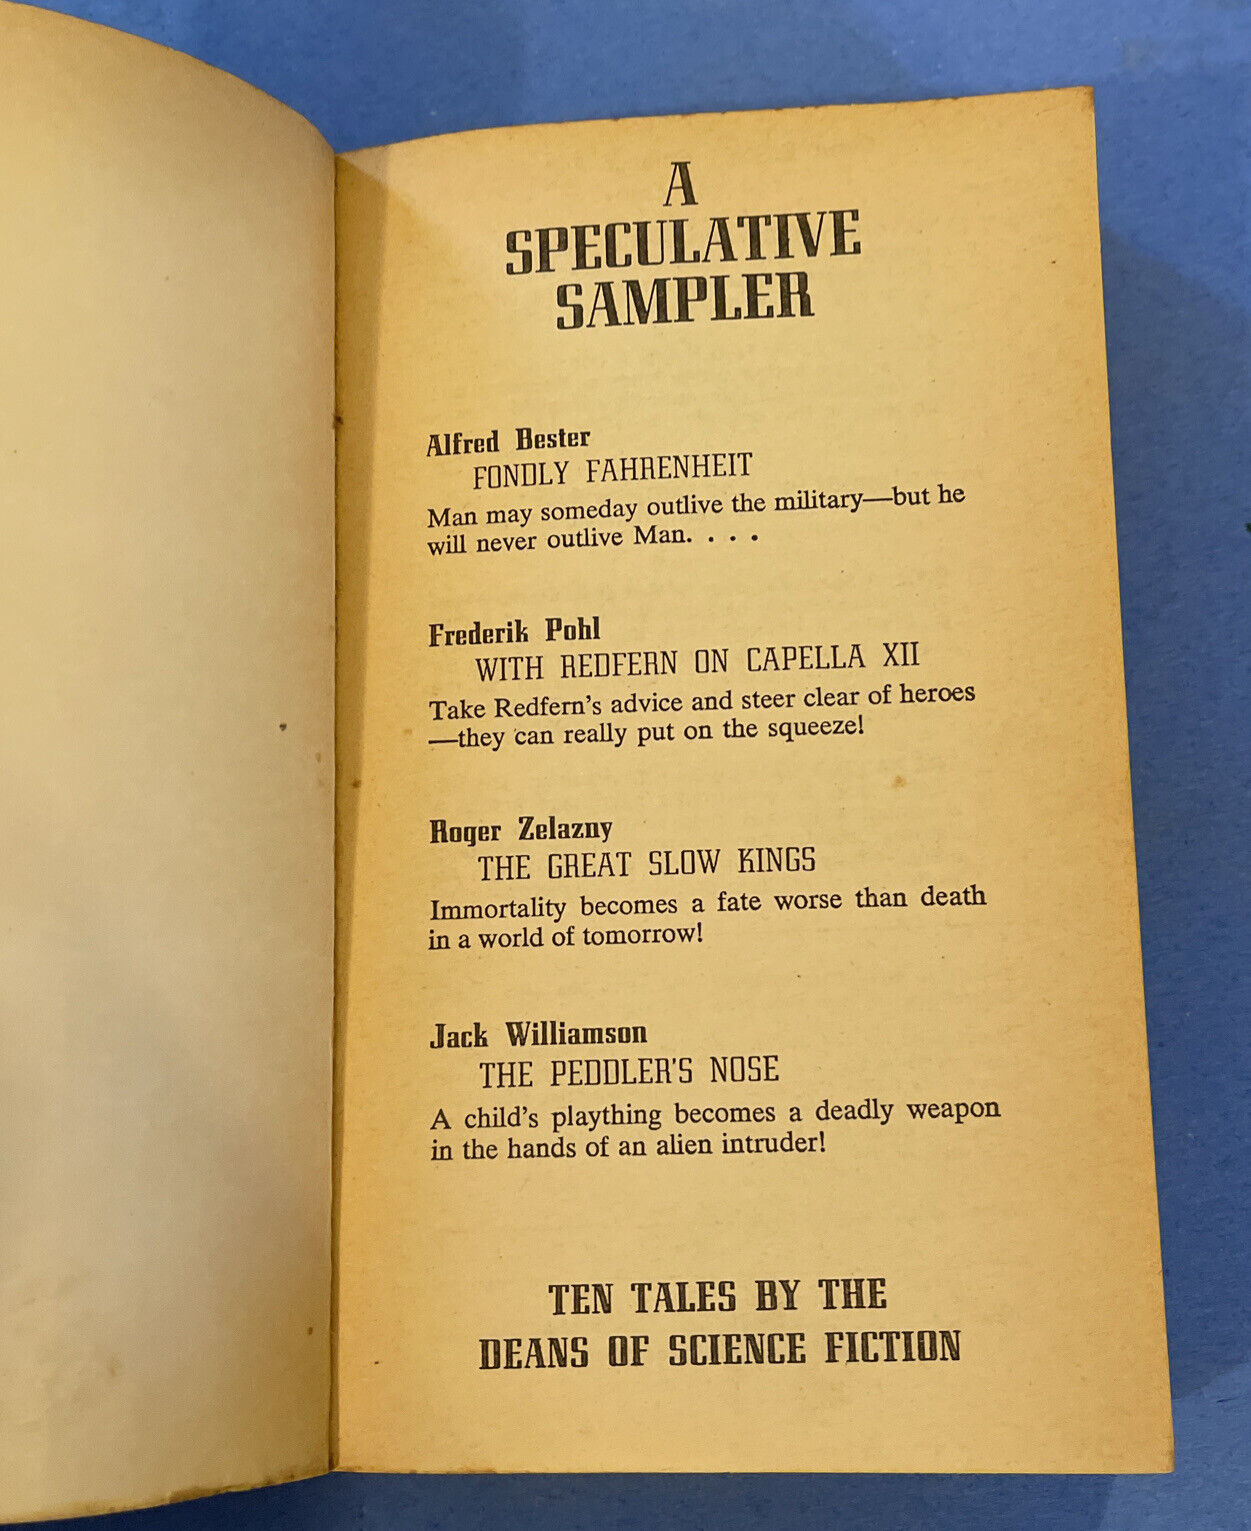 A
SPECULATIVE
SAMPLER
Alfred Bester
FONDLY FAHRENHEIT
Man may someday outlive the military—but he
will never outlive Man. . . .
Frederik Pohl
WITH REDFERN ON CAPELLA XII
Take Redfern's advice and steer clear of heroes
—they can really put on the squeeze!
Roger Zelazny
THE GREAT SLOW KINGS
Immortality becomes a fate worse than death
in a world of tomorrow!
Jack Williamson
THE PEDDLER'S NOSE
A child's plaything becomes a deadly weapon
in the hands of an alien intruder!
TEN TALES BY THE
DEANS OF SCIENCE FICTION